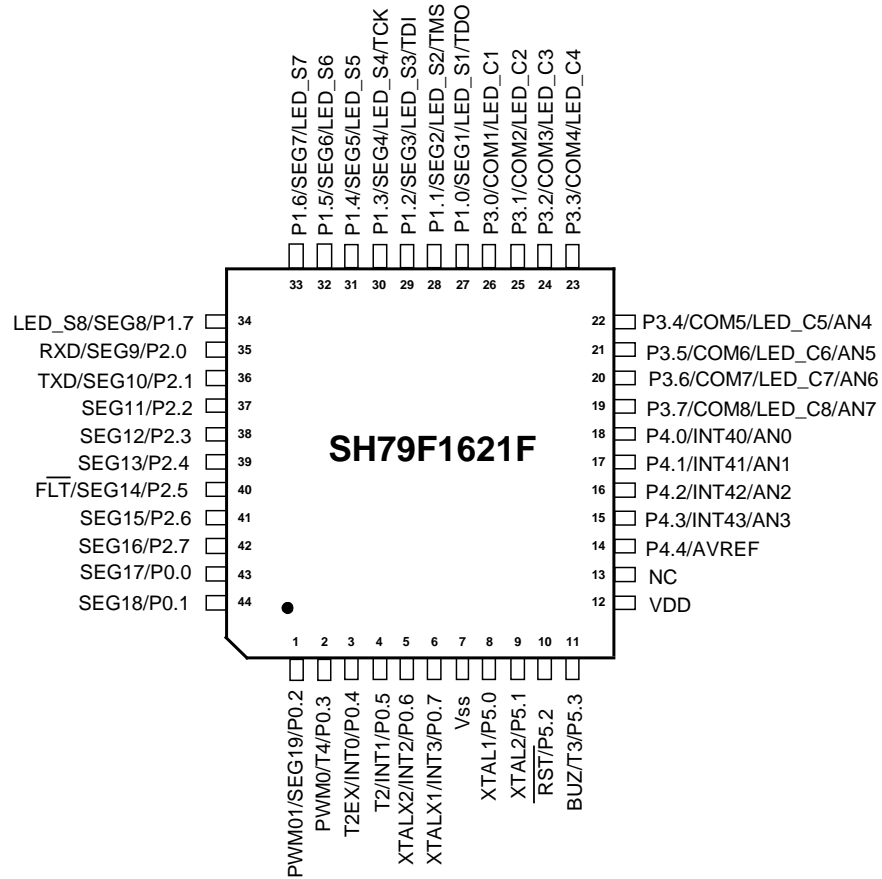 P1.6/SEG7/LED_S7
P1.5/SEG6/LED_S6
P1.4/SEG5/LED_S5
P1.3/SEG4/LED_S4/TCK
P1.2/SEG3/LED_S3/TDI
P1.1/SEG2/LED_S2/TMS
P1.0/SEG1/LED_S1/TDO
P3.0/COM1/LED_C1
P3.1/COM2/LED_C2
P3.2/COM3/LED_C3
P3.3/COM4/LED_C4
33 32 31 30 29 28 27 26 25 24 23
LED_S8/SEG8/P1.7 34
RXD/SEG9/P2.0 35
TXD/SEG10/P2.1 36
SEG11/P2.2 37
SEG12/P2.3 38
SEG13/P2.4 39
FLT/SEG14/P2.5 40
SEG15/P2.6 41
SEG16/P2.7 42
SEG17/P0.0 43
SEG18/P0.1 44
SH79F1621F
22 P3.4/COM5/LED_C5/AN4
21 P3.5/COM6/LED_C6/AN5
20 P3.6/COM7/LED_C7/AN6
19 P3.7/COM8/LED_C8/AN7
18 P4.0/INT40/AN0
17 P4.1/INT41/AN1
16 P4.2/INT42/AN2
15 P4.3/INT43/AN3
14 P4.4/AVREF
13 NC
12 VDD
1 2 3 4 5 6 7 8 9 10 11
PWM01/SEG19/P0.2
PWM0/T4/P0.3
T2EX/INT0/P0.4
T2/INT1/P0.5
XTALX2/INT2/P0.6
XTALX1/INT3/P0.7
Vss
XTAL1/P5.0
XTAL2/P5.1
RST/P5.2
BUZ/T3/P5.3